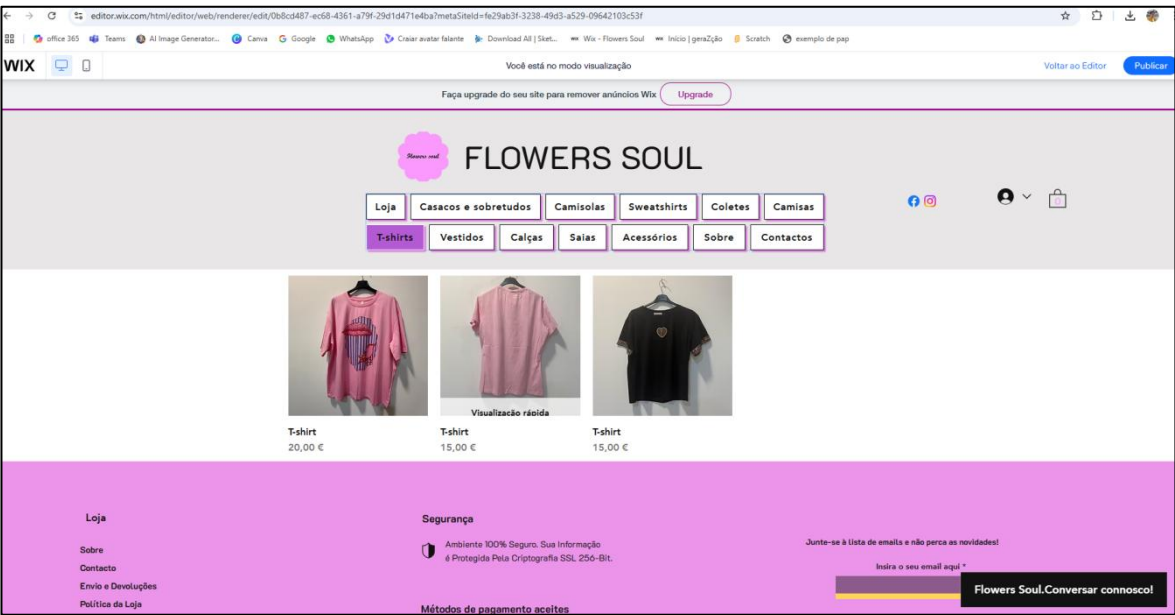 editor.wix.com/html/editor/web/renderer/edit/0b8cd487-ec68-4361-a79f-29d1d471e4ba?metaSiteId=fe29ab3f-3238-49d3-a529-09642103c53f
office 365 Teams AI Image Generator... Canva Google WhatsApp Craiar avatar falante Download All | Sket... Wix - Flowers Soul Início | geraZção Scratch exemplo de pap
WIX Você está no modo visualização Voltar ao Editor Publicar
Faça upgrade do seu site para remover anúncios Wix Upgrade
Flowers soul FLOWERS SOUL
Loja Casacos e sobretudos Camisolas Sweatshirts Coletes Camisas
0
T-shirts Vestidos Calças Saias Acessórios Sobre Contactos
Visualização rápida
T-shirt T-shirt T-shirt
20,00 € 15,00 € 15,00 €
Loja
Sobre
Contacto
Envio e Devoluções
Política da Loja
Segurança
Ambiente 100% Seguro. Sua Informação
é Protegida Pela Criptografia SSL 256-Bit.
Métodos de pagamento aceites
Junte-se à lista de emails e não perca as novidades!
Insira o seu email aqui *
Flowers Soul.Conversar connosco!